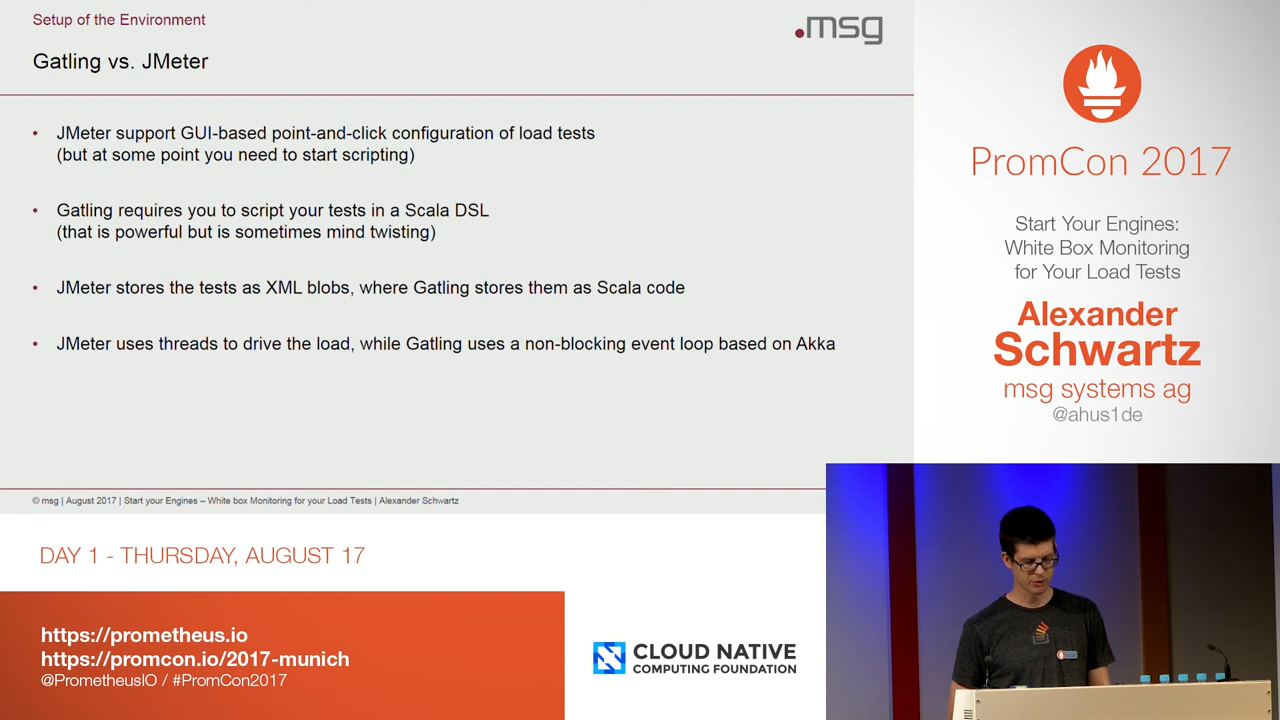 Setup of the Environment
.msg
Gatling vs. JMeter
• JMeter support GUI-based point-and-click configuration of load tests
(but at some point you need to start scripting)
• Gatling requires you to script your tests in a Scala DSL
(that is powerful but is sometimes mind twisting)
• JMeter stores the tests as XML blobs, where Gatling stores them as Scala code
• JMeter uses threads to drive the load, while Gatling uses a non-blocking event loop based on Akka
© msg | August 2017 | Start your Engines – White box Monitoring for your Load Tests | Alexander Schwartz
PromCon 2017
Start Your Engines:
White Box Monitoring
for Your Load Tests
Alexander
Schwartz
msg systems ag
@ahus1de
DAY 1 - THURSDAY, AUGUST 17
https://prometheus.io
https://promcon.io/2017-munich
@PrometheusIO / #PromCon2017
CLOUD NATIVE
COMPUTING FOUNDATION